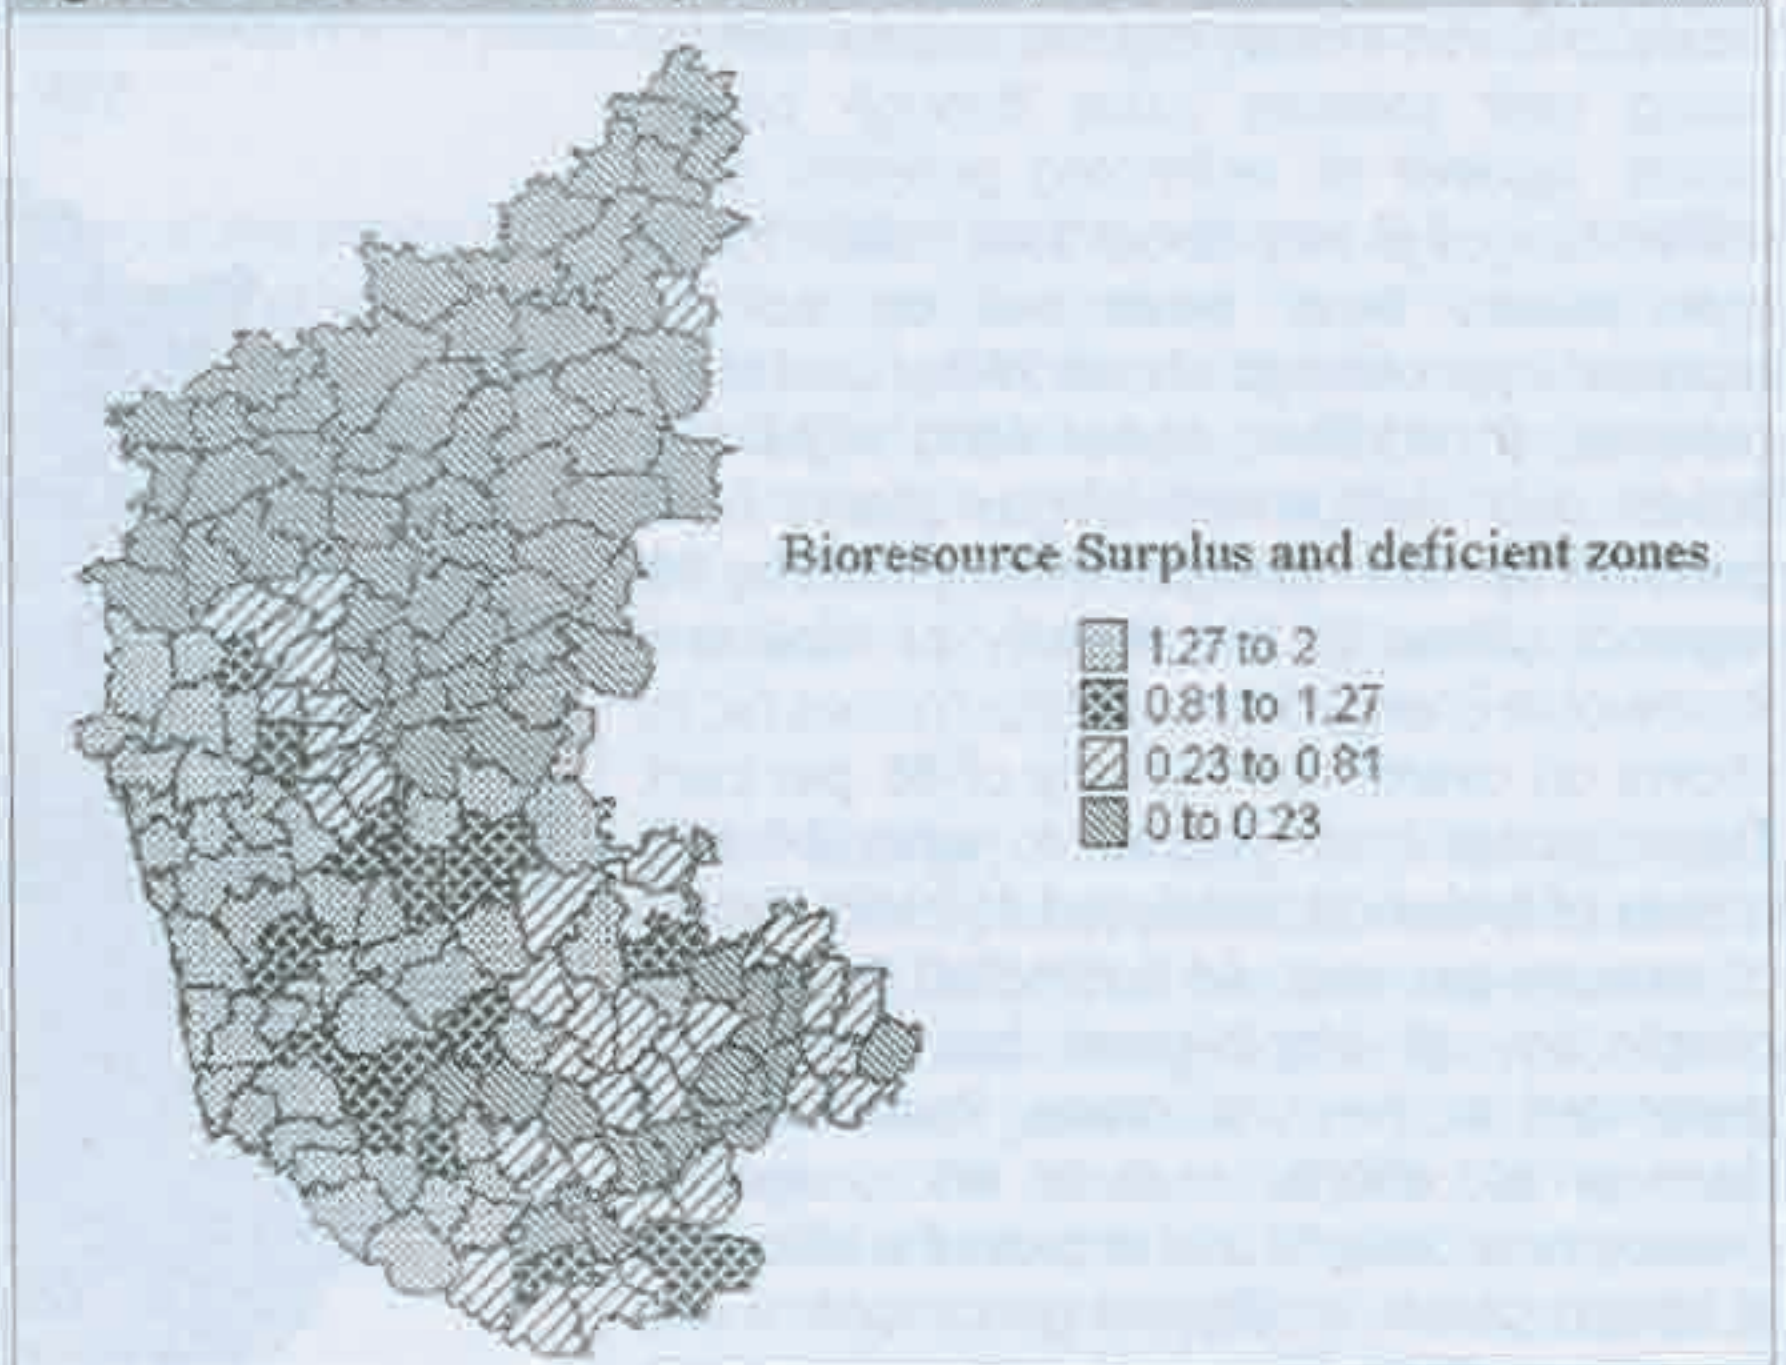 Bioresource Surplus and deficient zones
1.27 to 2
0.81 to 1.27
0.23 to 0.81
0 to 0.23